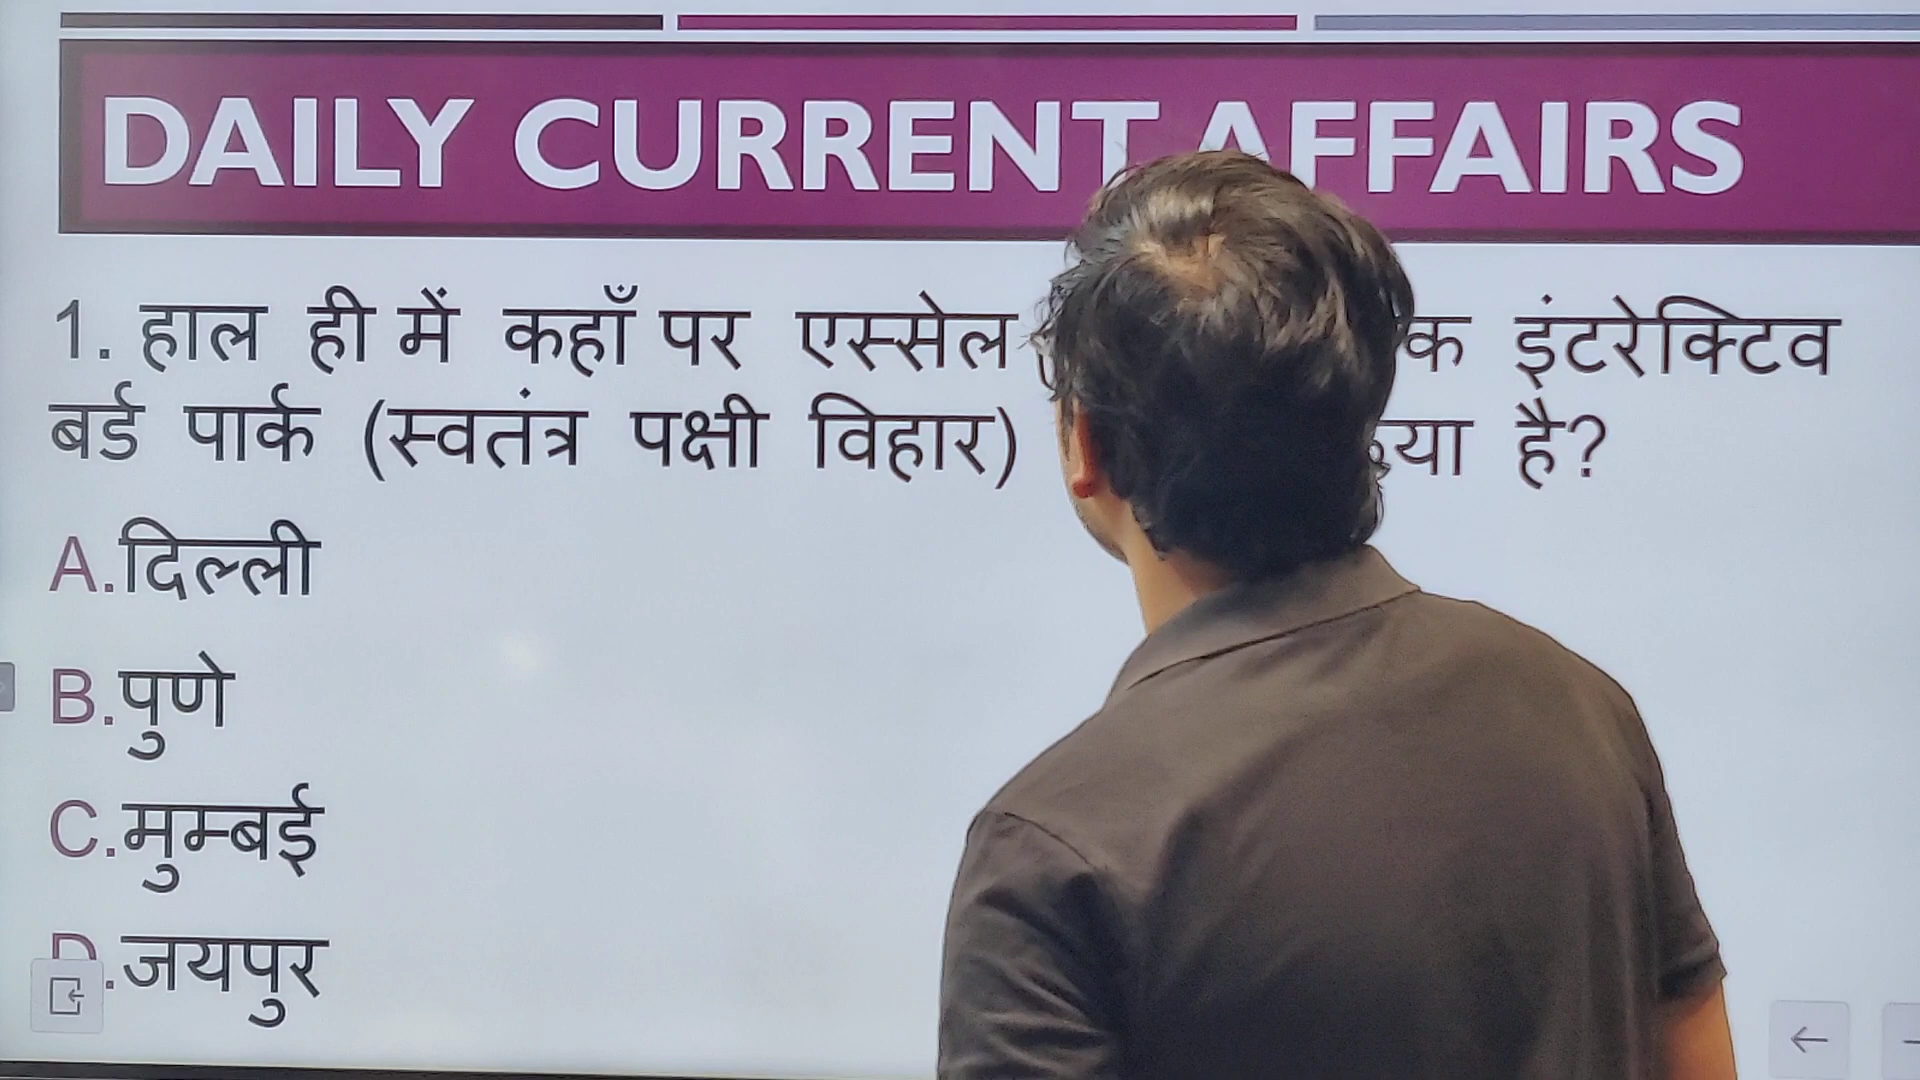 DAILY CURRENT AFFAIRS
1. हाल ही में कहाँ पर एस्सेल इंटरेक्टिव
बर्ड पार्क (स्वतंत्र पक्षी विहार) है?
A.दिल्ली
B.पुणे
C.मुम्बई
D.जयपुर